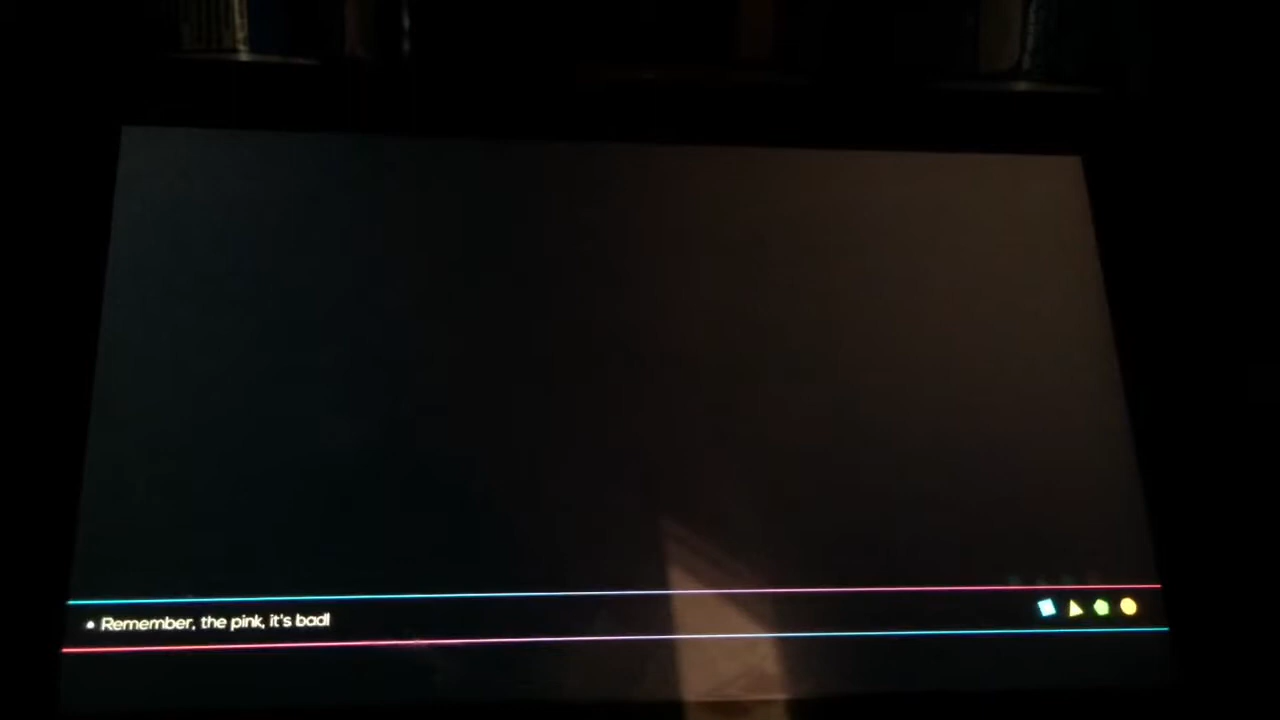 • Remember, the pink, it's bad!